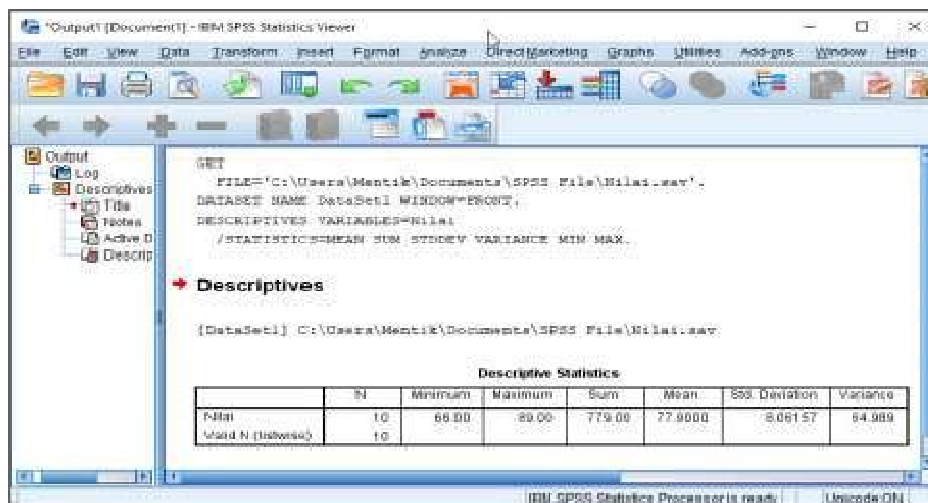 *Output1 [Document1] - IBM SPSS Statistics Viewer
File Edit View Data Transform Insert Format Analyze Direct Marketing Graphs Utilities Add-ons Window Help
Output
Log
Descriptives
Title
Notes
Active D
Descrip
GET
FILE='C:\Users\Mentik\Documents\SPSS File\Nilai.sav'.
DATASET NAME DataSet1 WINDOW=FRONT.
DESCRIPTIVES VARIABLES=Nilai
/STATISTICS=MEAN SUM STDDEV VARIANCE MIN MAX.
Descriptives
[DataSet1] C:\Users\Mentik\Documents\SPSS File\Nilai.sav
Descriptive Statistics
N Minimum Maximum Sum Mean Std. Deviation Variance
Nilai 10 66.00 89.00 779.00 77.9000 8.06157 64.989
Valid N (listwise) 10
IBM SPSS Statistics Processor is ready Unicode:ON